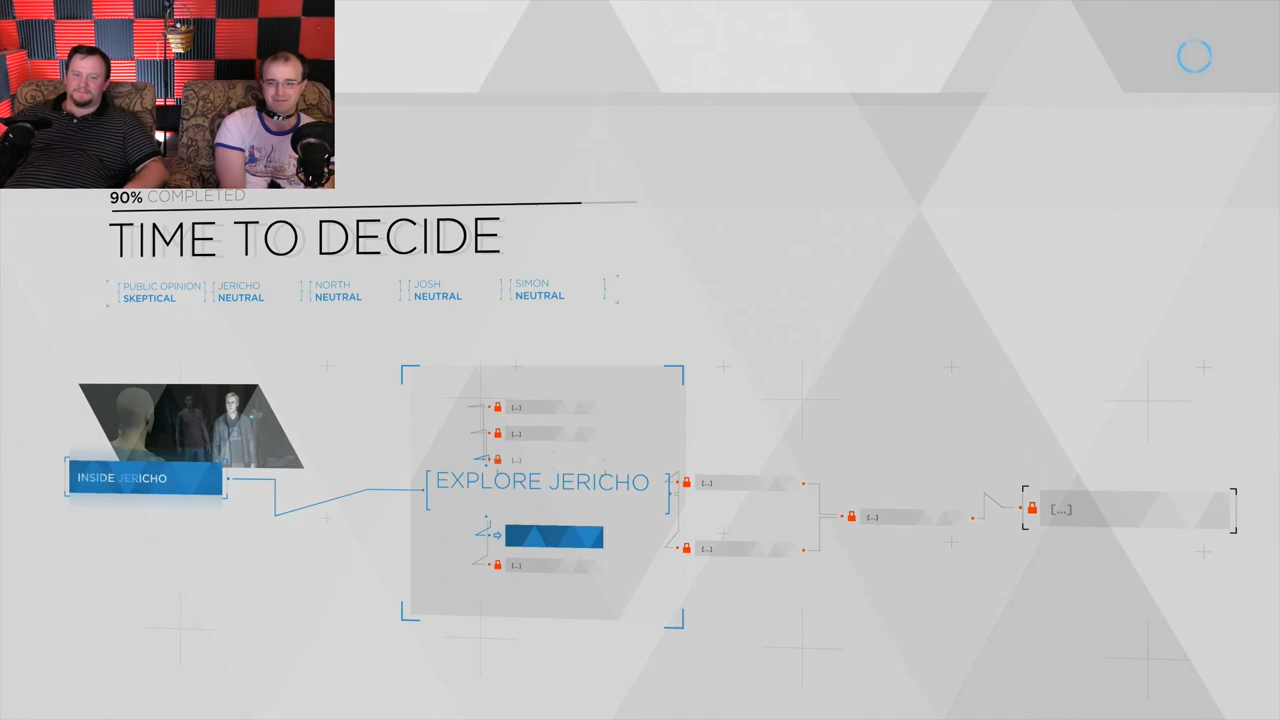 90% COMPLETED
TIME TO DECIDE
PUBLIC OPINION
SKEPTICAL
JERICHO
NEUTRAL
NORTH
NEUTRAL
JOSH
NEUTRAL
SIMON
NEUTRAL
INSIDE JERICHO
[...]
[...]
[...]
EXPLORE JERICHO
[...]
[...]
[...]
[...]
[...]